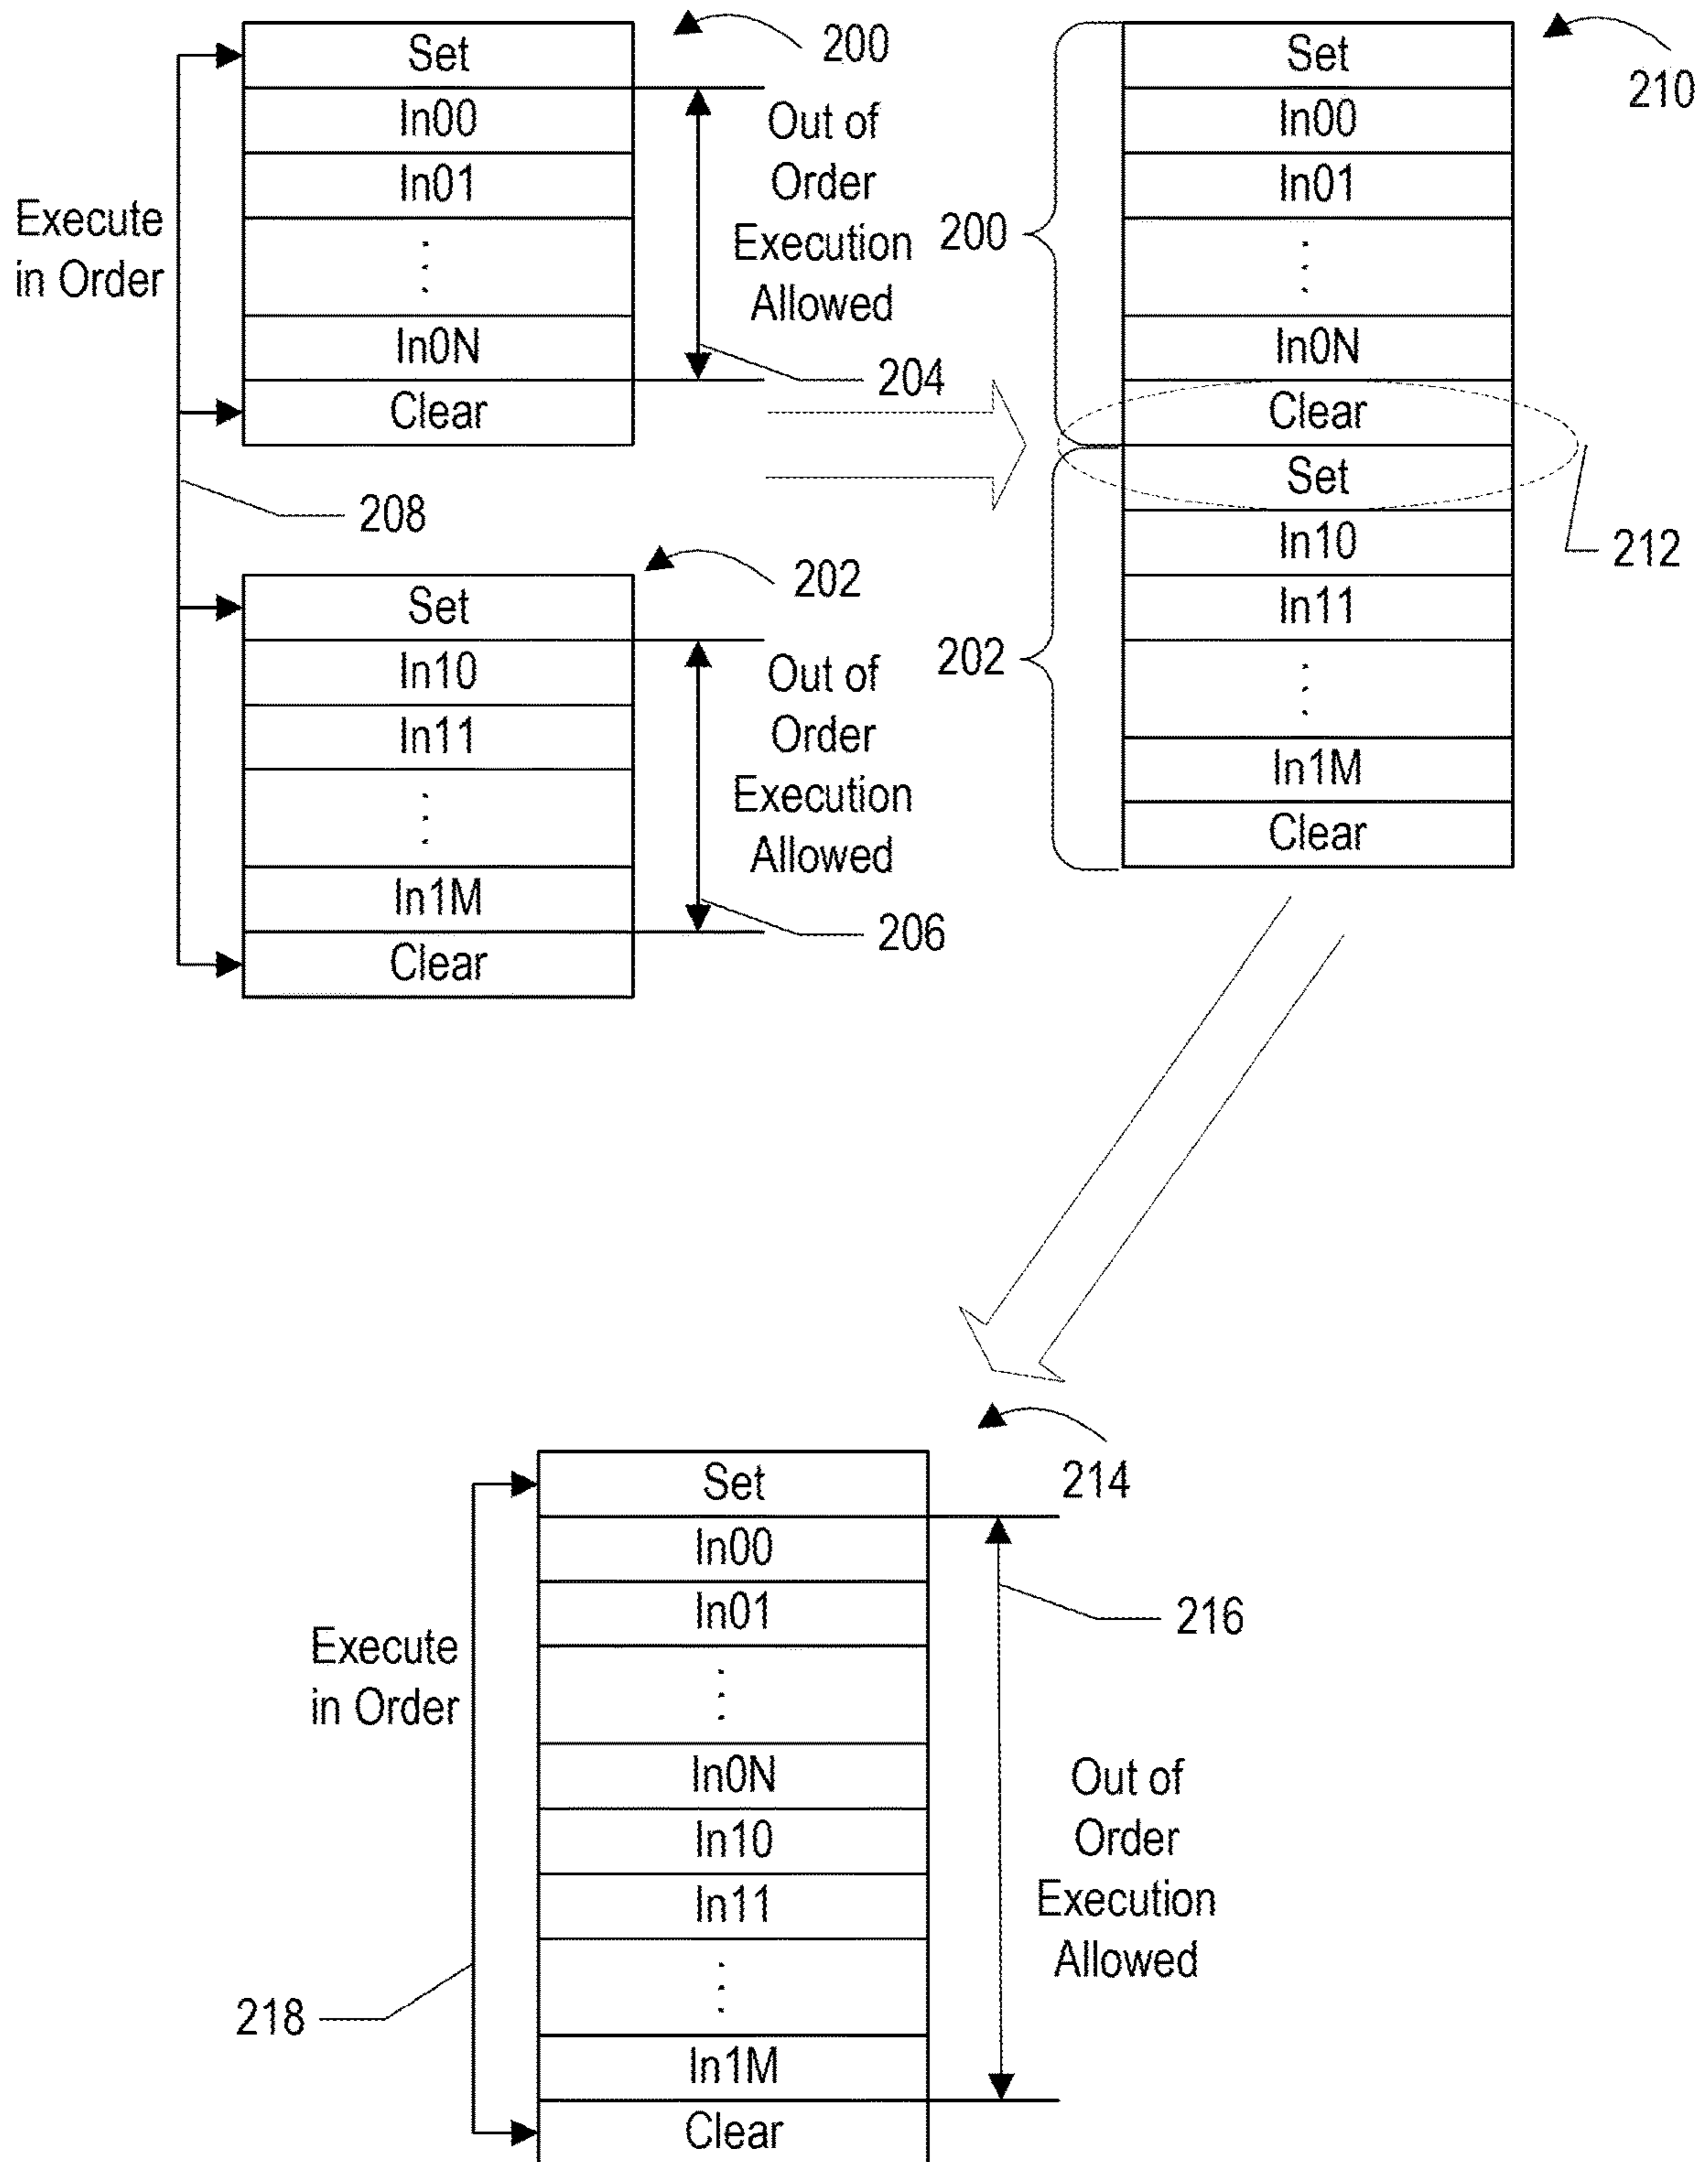 200
Set
In00
In01
In0N
Clear
Execute
in Order
Out of
Order
Execution
Allowed
204
208
202
Set
In10
In11
In1M
Clear
Out of
Order
Execution
Allowed
206
210
200
202
Set
In00
In01
In0N
Clear
Set
In10
In11
In1M
Clear
212
214
Set
In00
In01
In0N
In10
In11
In1M
Clear
Execute
in Order
218
216
Out of
Order
Execution
Allowed